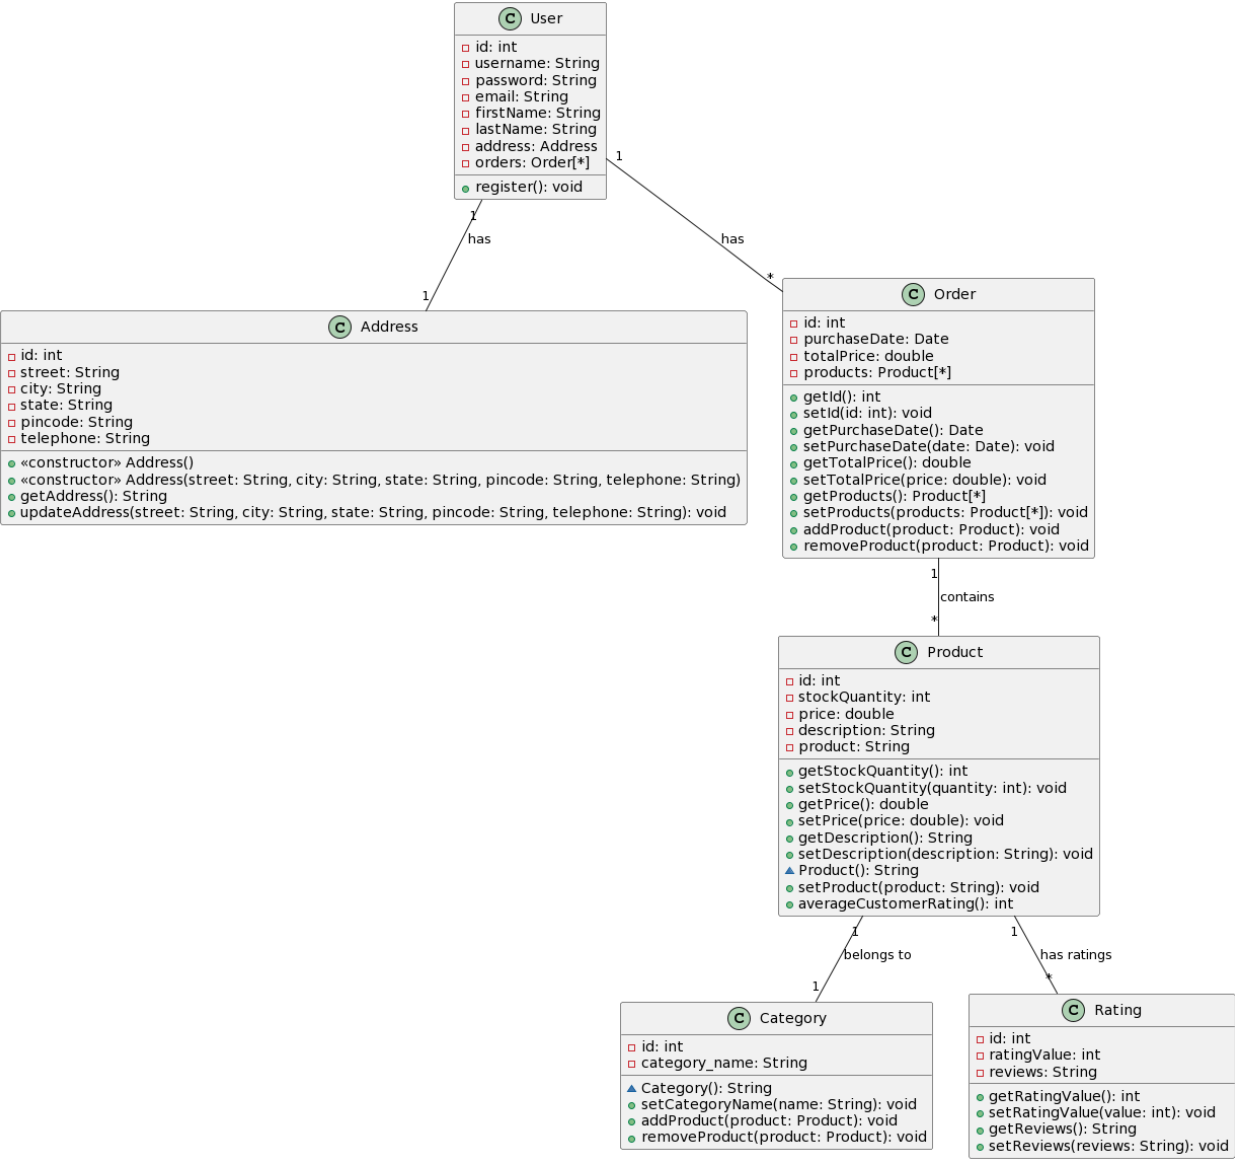 C User
id: int
username: String
password: String
email: String
firstName: String
lastName: String
address: Address
orders: Order[*]
register(): void
1
has
1
1
has
*
C Address
id: int
street: String
city: String
state: String
pincode: String
telephone: String
«constructor» Address()
«constructor» Address(street: String, city: String, state: String, pincode: String, telephone: String)
getAddress(): String
updateAddress(street: String, city: String, state: String, pincode: String, telephone: String): void
C Order
id: int
purchaseDate: Date
totalPrice: double
products: Product[*]
getId(): int
setId(id: int): void
getPurchaseDate(): Date
setPurchaseDate(date: Date): void
getTotalPrice(): double
setTotalPrice(price: double): void
getProducts(): Product[*]
setProducts(products: Product[*]): void
addProduct(product: Product): void
removeProduct(product: Product): void
1
contains
*
C Product
id: int
stockQuantity: int
price: double
description: String
product: String
getStockQuantity(): int
setStockQuantity(quantity: int): void
getPrice(): double
setPrice(price: double): void
getDescription(): String
setDescription(description: String): void
Product(): String
setProduct(product: String): void
averageCustomerRating(): int
1
belongs to
1
1
has ratings
*
C Category
id: int
category_name: String
Category(): String
setCategoryName(name: String): void
addProduct(product: Product): void
removeProduct(product: Product): void
C Rating
id: int
ratingValue: int
reviews: String
getRatingValue(): int
setRatingValue(value: int): void
getReviews(): String
setReviews(reviews: String): void